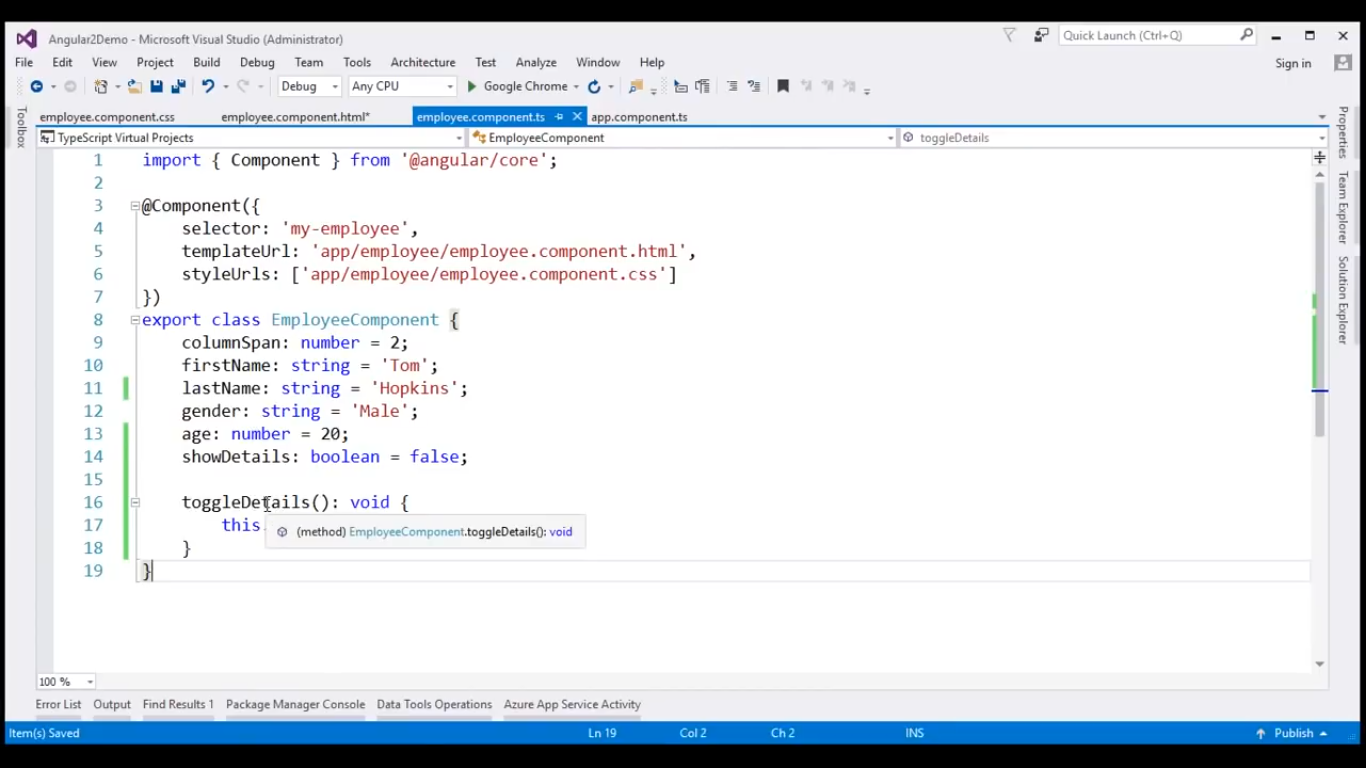 Angular2Demo - Microsoft Visual Studio (Administrator)
Quick Launch (Ctrl+Q)
File Edit View Project Build Debug Team Tools Architecture Test Analyze Window Help
Sign in
Debug Any CPU Google Chrome
employee.component.css employee.component.html* employee.component.ts app.component.ts
TypeScript Virtual Projects EmployeeComponent toggleDetails
Toolbox
Properties
Team Explorer
Solution Explorer
1 import { Component } from '@angular/core';
2
3 @Component({
4 selector: 'my-employee',
5 templateUrl: 'app/employee/employee.component.html',
6 styleUrls: ['app/employee/employee.component.css']
7 })
8 export class EmployeeComponent {
9 columnSpan: number = 2;
10 firstName: string = 'Tom';
11 lastName: string = 'Hopkins';
12 gender: string = 'Male';
13 age: number = 20;
14 showDetails: boolean = false;
15
16 toggleDetails(): void {
17 this
(method) EmployeeComponent.toggleDetails(): void
18 }
19 }
100 %
Error List Output Find Results 1 Package Manager Console Data Tools Operations Azure App Service Activity
Item(s) Saved Ln 19 Col 2 Ch 2 INS Publish